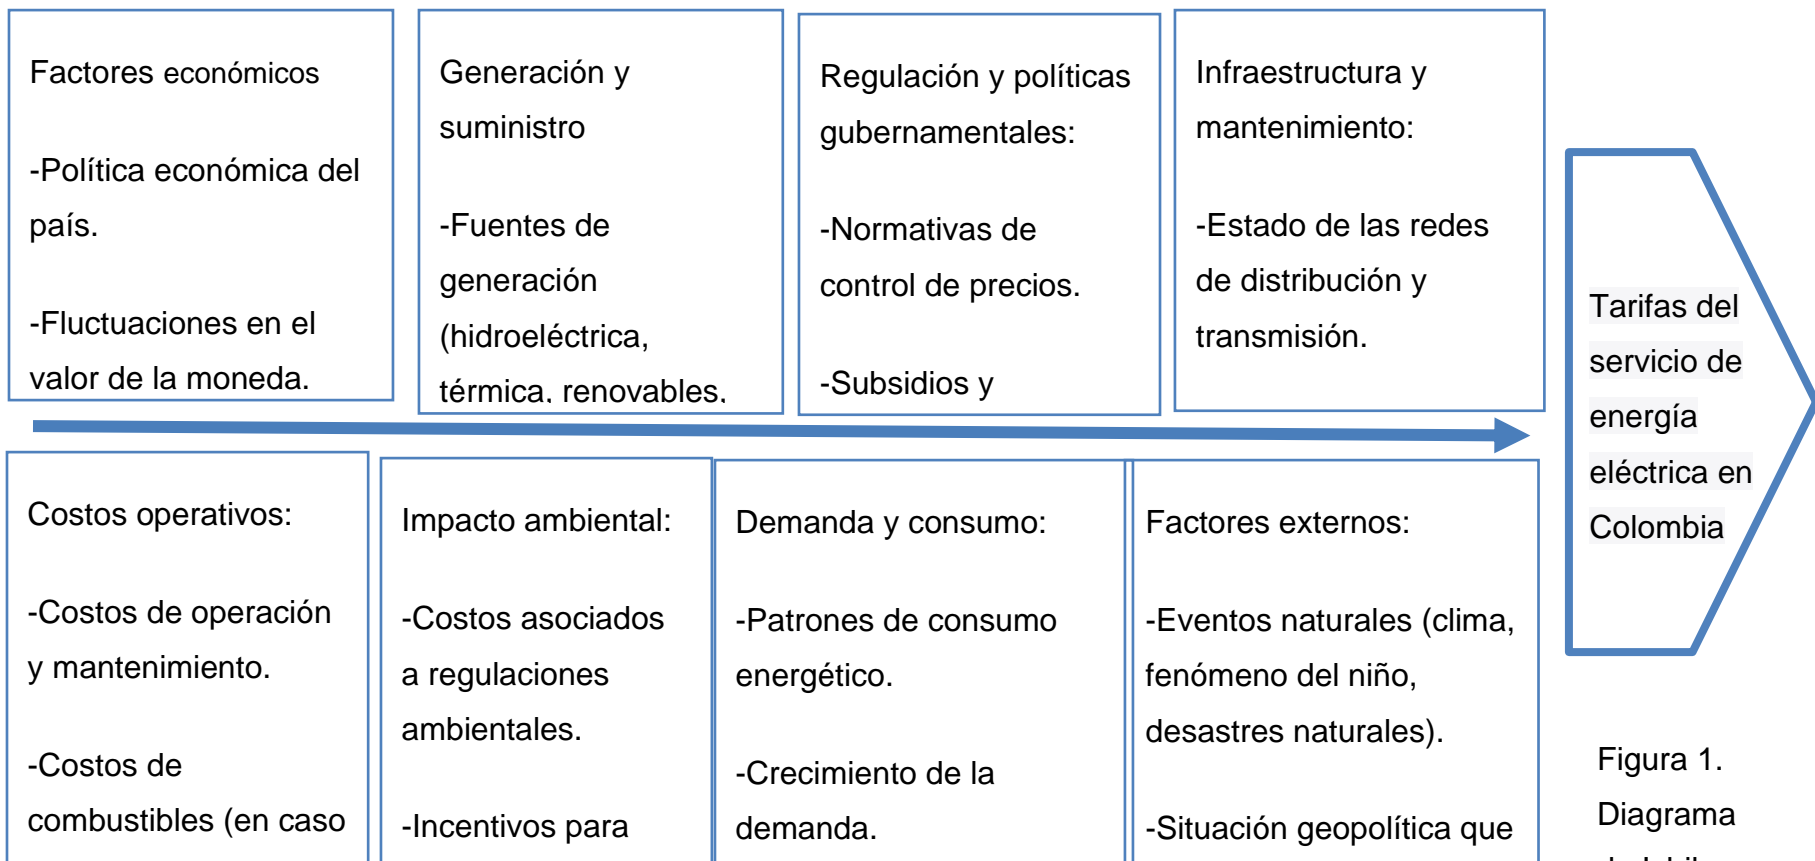 Factores económicos
-Política económica del
país.
-Fluctuaciones en el
valor de la moneda.
Generación y
suministro
-Fuentes de
generación
(hidroeléctrica,
térmica, renovables,
Regulación y políticas
gubernamentales:
-Normativas de
control de precios.
-Subsidios y
Infraestructura y
mantenimiento:
-Estado de las redes
de distribución y
transmisión.
Tarifas del
servicio de
energía
eléctrica en
Colombia
Costos operativos:
-Costos de operación
y mantenimiento.
-Costos de
combustibles (en caso
Impacto ambiental:
-Costos asociados
a regulaciones
ambientales.
-Incentivos para
Demanda y consumo:
-Patrones de consumo
energético.
-Crecimiento de la
demanda.
Factores externos:
-Eventos naturales (clima,
fenómeno del niño,
desastres naturales).
-Situación geopolítica que
Figura 1.
Diagrama